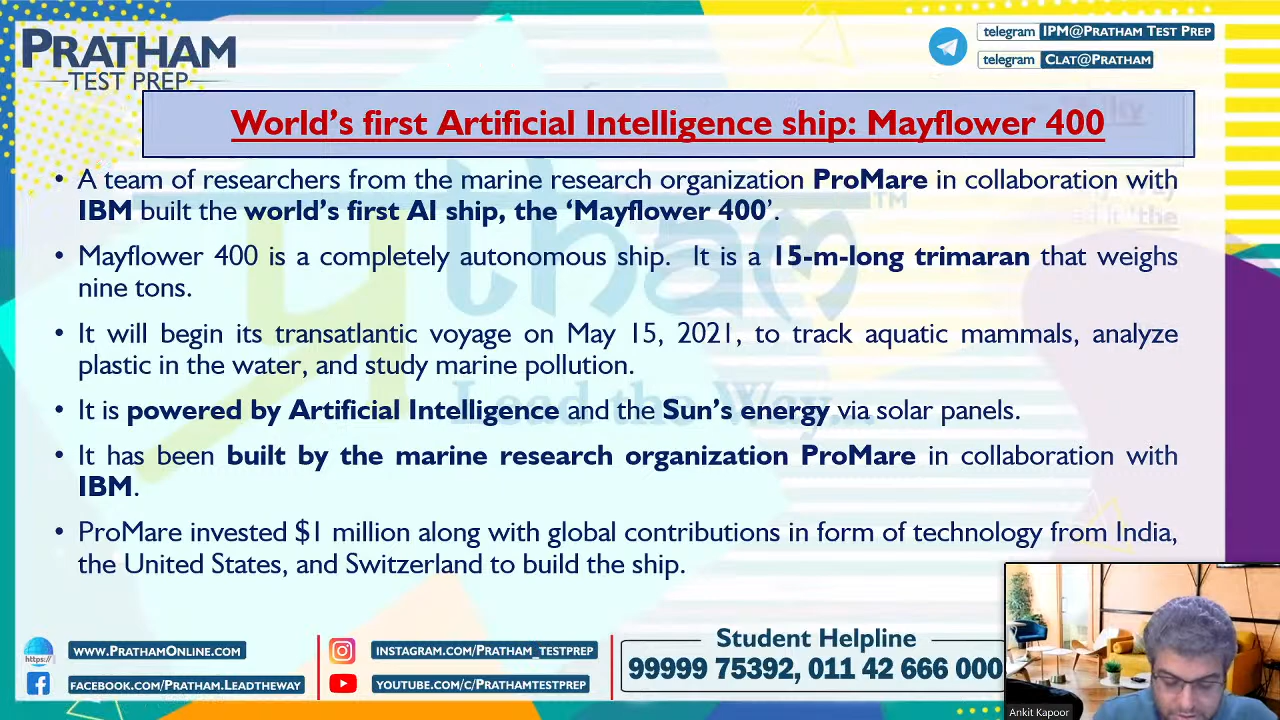 PRATHAM
TEST PREP
telegram IPM@PRATHAM TEST PREP
telegram CLAT@PRATHAM
World's first Artificial Intelligence ship: Mayflower 400
• A team of researchers from the marine research organization ProMare in collaboration with
IBM built the world's first AI ship, the 'Mayflower 400'.
• Mayflower 400 is a completely autonomous ship. It is a 15-m-long trimaran that weighs
nine tons.
• It will begin its transatlantic voyage on May 15, 2021, to track aquatic mammals, analyze
plastic in the water, and study marine pollution.
• It is powered by Artificial Intelligence and the Sun's energy via solar panels.
• It has been built by the marine research organization ProMare in collaboration with
IBM.
• ProMare invested $1 million along with global contributions in form of technology from India,
the United States, and Switzerland to build the ship.
TM
Lead the Way...
https://
WWW.PRATHAMONLINE.COM
FACEBOOK.COM/PRATHAM.LEADTHEWAY
INSTAGRAM.COM/PRATHAM_TESTPREP
YOUTUBE.COM/C/PRATHAMTESTPREP
Student Helpline
99999 75392, 011 42 666 000
Ankit Kapoor